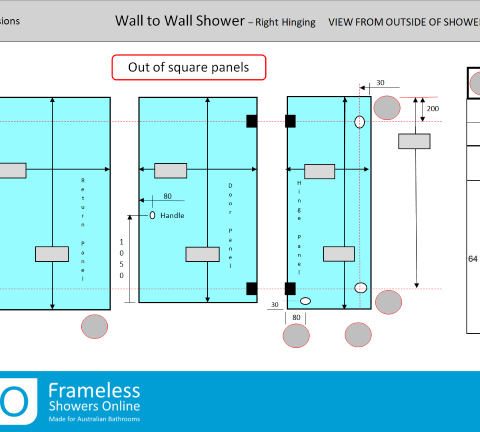 sions
Wall to Wall Shower – Right Hinging
VIEW FROM OUTSIDE OF SHOWER
Out of square panels
30
200
Return Panel
80
Handle
Door Panel
Hinge Panel
1050
64
30
80
O
Frameless
Showers Online
Made for Australian Bathrooms